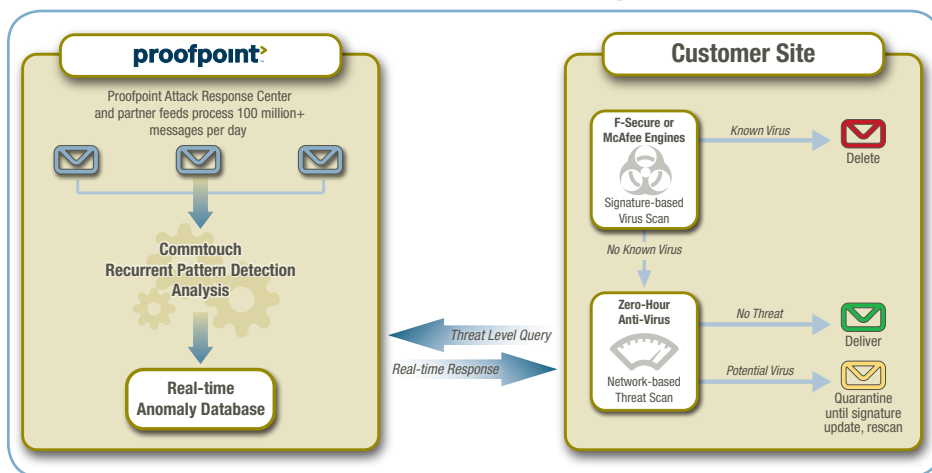 proofpoint
Proofpoint Attack Response Center
and partner feeds process 100 million+
messages per day
Commtouch
Recurrent Pattern Detection
Analysis
Real-time
Anomaly Database
Threat Level Query
Real-time Response
Customer Site
F-Secure or
McAfee Engines
Signature-based
Virus Scan
Known Virus
Delete
No Known Virus
Zero-Hour
Anti-Virus
Network-based
Threat Scan
No Threat
Deliver
Potential Virus
Quarantine
until signature
update, rescan